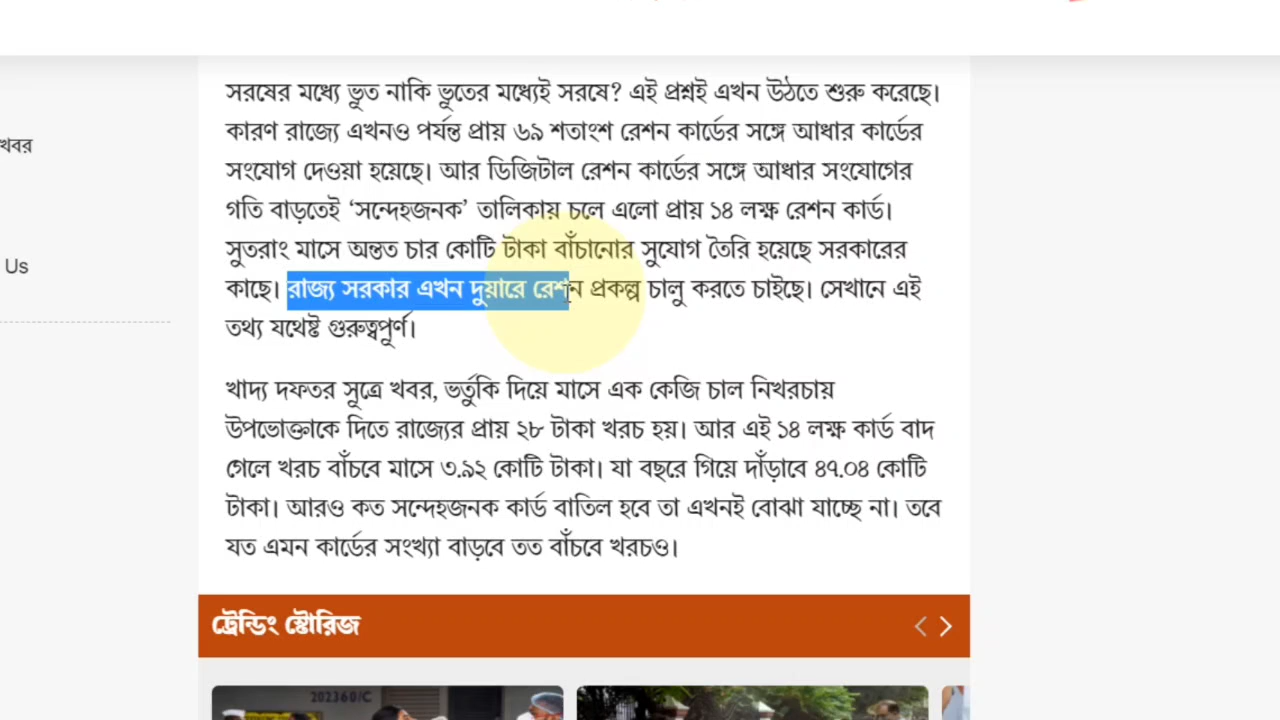 সরষের মধ্যে ভূত নাকি ভূতের মধ্যেই সরষে? এই প্রশ্নই এখন উঠতে শুরু করেছে।
কারণ রাজ্যে এখনও পর্যন্ত প্রায় ৬৯ শতাংশ রেশন কার্ডের সঙ্গে আধার কার্ডের
খবর
সংযোগ দেওয়া হয়েছে। আর ডিজিটাল রেশন কার্ডের সঙ্গে আধার সংযোগের
গতি বাড়তেই ‘সন্দেহজনক’ তালিকায় চলে এলো প্রায় ১৪ লক্ষ রেশন কার্ড।
সুতরাং মাসে অন্তত চার কোটি টাকা বাঁচানোর সুযোগ তৈরি হয়েছে সরকারের
Us
কাছে। রাজ্য সরকার এখন দুয়ারে রেশন প্রকল্প চালু করতে চাইছে। সেখানে এই
তথ্য যথেষ্ট গুরুত্বপূর্ণ।
খাদ্য দফতর সূত্রে খবর, ভর্তুকি দিয়ে মাসে এক কেজি চাল নিখরচায়
উপভোক্তাকে দিতে রাজ্যের প্রায় ২৮ টাকা খরচ হয়। আর এই ১৪ লক্ষ কার্ড বাদ
গেলে খরচ বাঁচবে মাসে ৩.৯২ কোটি টাকা। যা বছরে গিয়ে দাঁড়াবে ৪৭.০৪ কোটি
টাকা। আরও কত সন্দেহজনক কার্ড বাতিল হবে তা এখনই বোঝা যাচ্ছে না। তবে
যত এমন কার্ডের সংখ্যা বাড়বে তত বাঁচবে খরচও।
ট্রেন্ডিং স্টোরিজ
202360/C